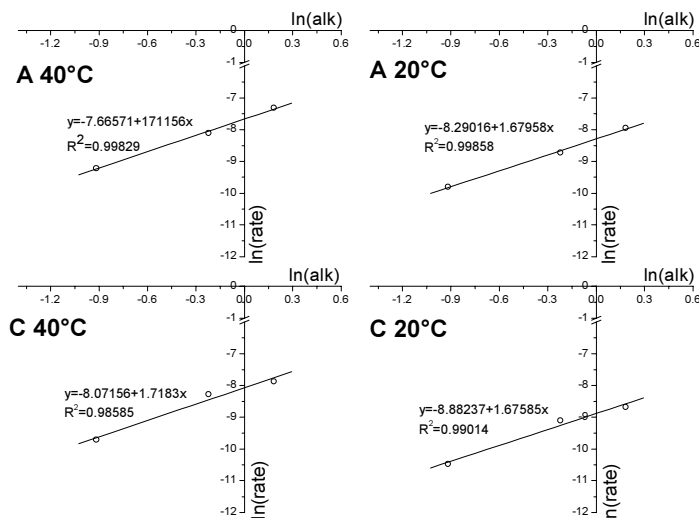 ln(alk)
-1.2 -0.9 -0.6 -0.3 0.0 0.3 0.6
-0
-1
A 40°C
-7
y=-7.66571+171156x
-8
R2=0.99829
-9
-10
-11
-12
ln(rate)
ln(alk)
-1.2 -0.9 -0.6 -0.3 0.0 0.3 0.6
-0
-1
A 20°C
-7
y=-8.29016+1.67958x
-8
R2=0.99858
-9
-10
-11
-12
ln(rate)
ln(alk)
-1.2 -0.9 -0.6 -0.3 0.0 0.3 0.6
-0
-1
C 40°C
-7
y=-8.07156+1.7183x
-8
R2=0.98585
-9
-10
-11
-12
ln(rate)
ln(alk)
-1.2 -0.9 -0.6 -0.3 0.0 0.3 0.6
-0
-1
C 20°C
-7
-8
y=-8.88237+1.67585x
-9
R2=0.99014
-10
-11
-12
ln(rate)